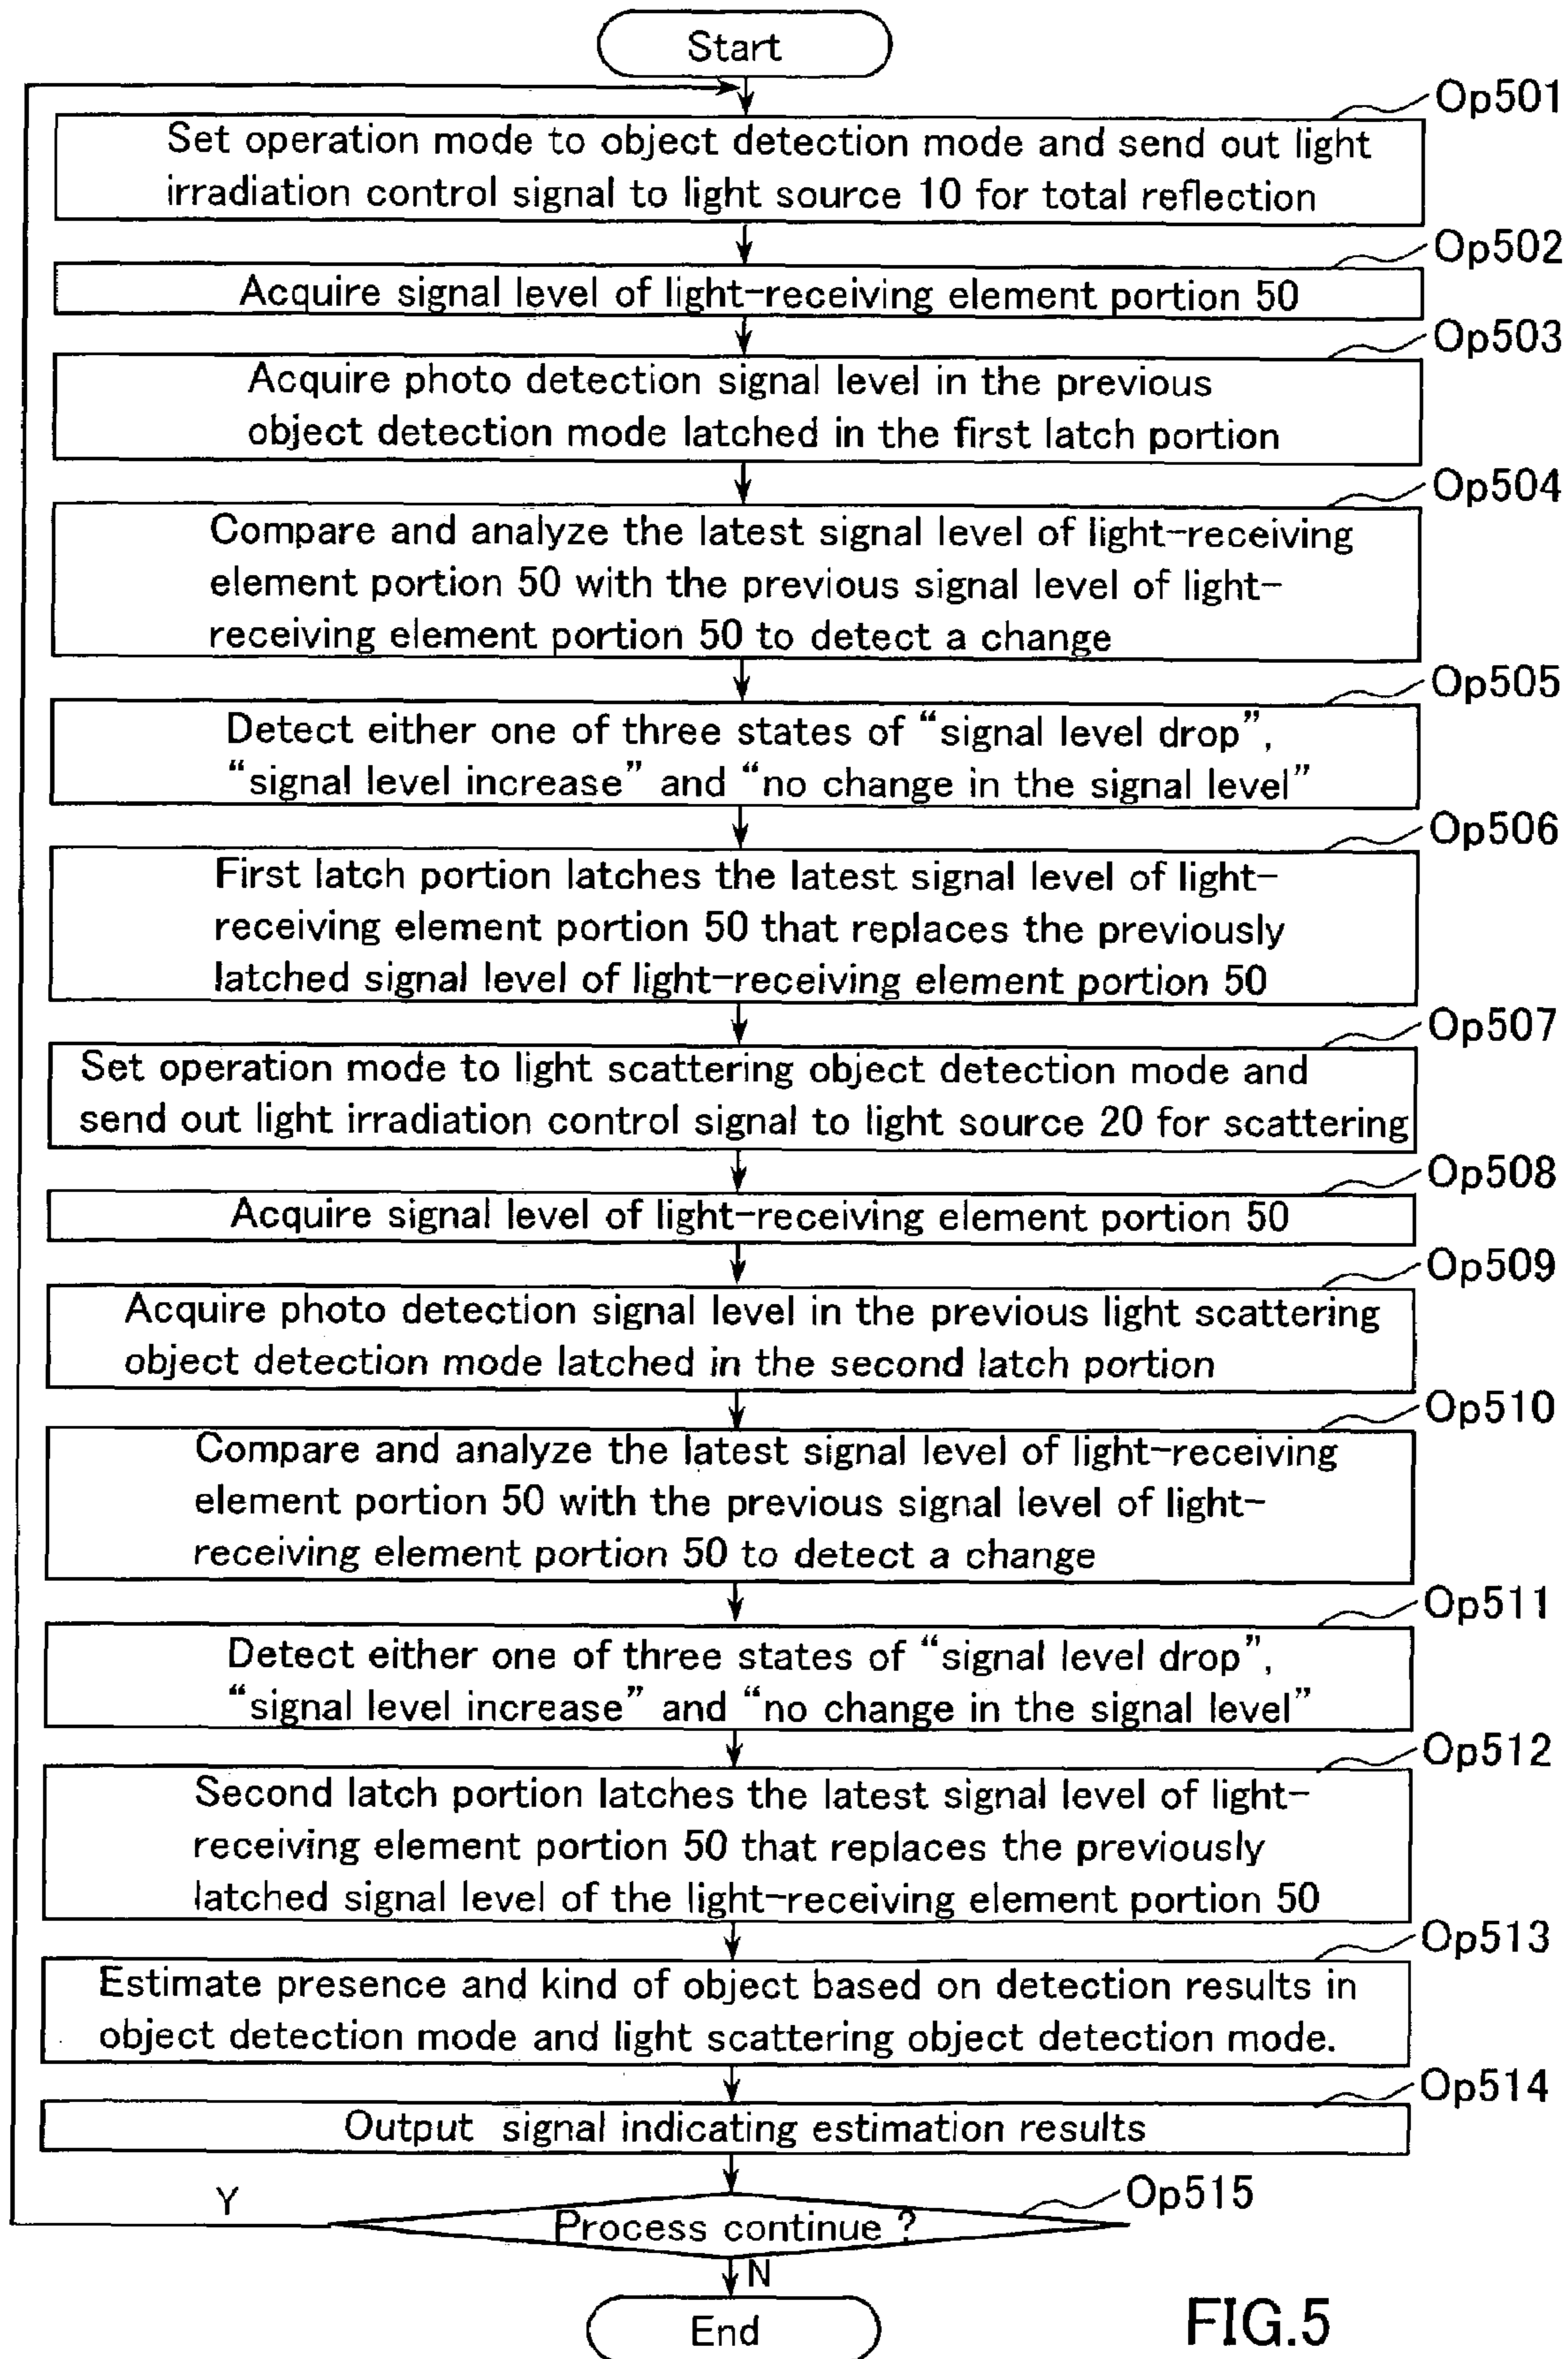 Start
Op501
Set operation mode to object detection mode and send out light
irradiation control signal to light source 10 for total reflection
Op502
Acquire signal level of light-receiving element portion 50
Op503
Acquire photo detection signal level in the previous
object detection mode latched in the first latch portion
Op504
Compare and analyze the latest signal level of light-receiving
element portion 50 with the previous signal level of light-
receiving element portion 50 to detect a change
Op505
Detect either one of three states of “signal level drop”,
“signal level increase” and “no change in the signal level”
Op506
First latch portion latches the latest signal level of light-
receiving element portion 50 that replaces the previously
latched signal level of light-receiving element portion 50
Op507
Set operation mode to light scattering object detection mode and
send out light irradiation control signal to light source 20 for scattering
Op508
Acquire signal level of light-receiving element portion 50
Op509
Acquire photo detection signal level in the previous light scattering
object detection mode latched in the second latch portion
Op510
Compare and analyze the latest signal level of light-receiving
element portion 50 with the previous signal level of light-
receiving element portion 50 to detect a change
Op511
Detect either one of three states of “signal level drop”,
“signal level increase” and “no change in the signal level”
Op512
Second latch portion latches the latest signal level of light-
receiving element portion 50 that replaces the previously
latched signal level of the light-receiving element portion 50
Op513
Estimate presence and kind of object based on detection results in
object detection mode and light scattering object detection mode.
Op514
Output signal indicating estimation results
Op515
Y
Process continue ?
N
End
FIG.5